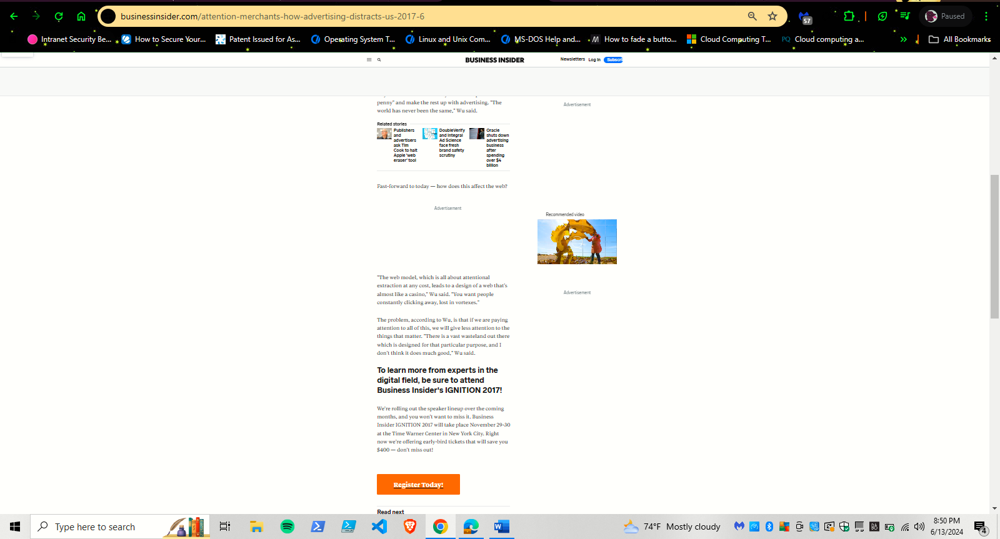 businessinsider.com/attention-merchants-how-advertising-distracts-us-2017-6
57
Paused
Intranet Security Be...
How to Secure Your...
Patent Issued for As...
Operating System T...
Linux and Unix Com...
MS-DOS Help and...
How to fade a butto...
Cloud Computing T...
PQ
Cloud computing a...
All Bookmarks
BUSINESS INSIDER
Newsletters
Log in
Subscri
penny" and make the rest up with advertising. "The
world has never been the same," Wu said.
Related stories
Publishers
and
advertisers
ask Tim
Cook to halt
Apple 'web
eraser' tool
DoubleVerify
and Integral
Ad Science
face fresh
brand safety
scrutiny
Oracle
shuts down
advertising
business
after
spending
over $4
billion
Fast-forward to today — how does this affect the web?
Advertisement
"The web model, which is all about attentional
extraction at any cost, leads to a design of a web that's
almost like a casino," Wu said. "You want people
constantly clicking away, lost in vortexes."
The problem, according to Wu, is that if we are paying
attention to all of this, we will give less attention to the
things that matter. "There is a vast wasteland out there
which is designed for that particular purpose, and I
don't think it does much good," Wu said.
To learn more from experts in the
digital field, be sure to attend
Business Insider's IGNITION 2017!
We're rolling out the speaker lineup over the coming
months, and you won't want to miss it. Business
Insider IGNITION 2017 will take place November 29-30
at the Time Warner Center in New York City. Right
now we're offering early-bird tickets that will save you
$400 — don't miss out!
Register Today!
Read next
Advertisement
Recommended video
Advertisement
Type here to search
74°F Mostly cloudy
8:50 PM
6/13/2024
4